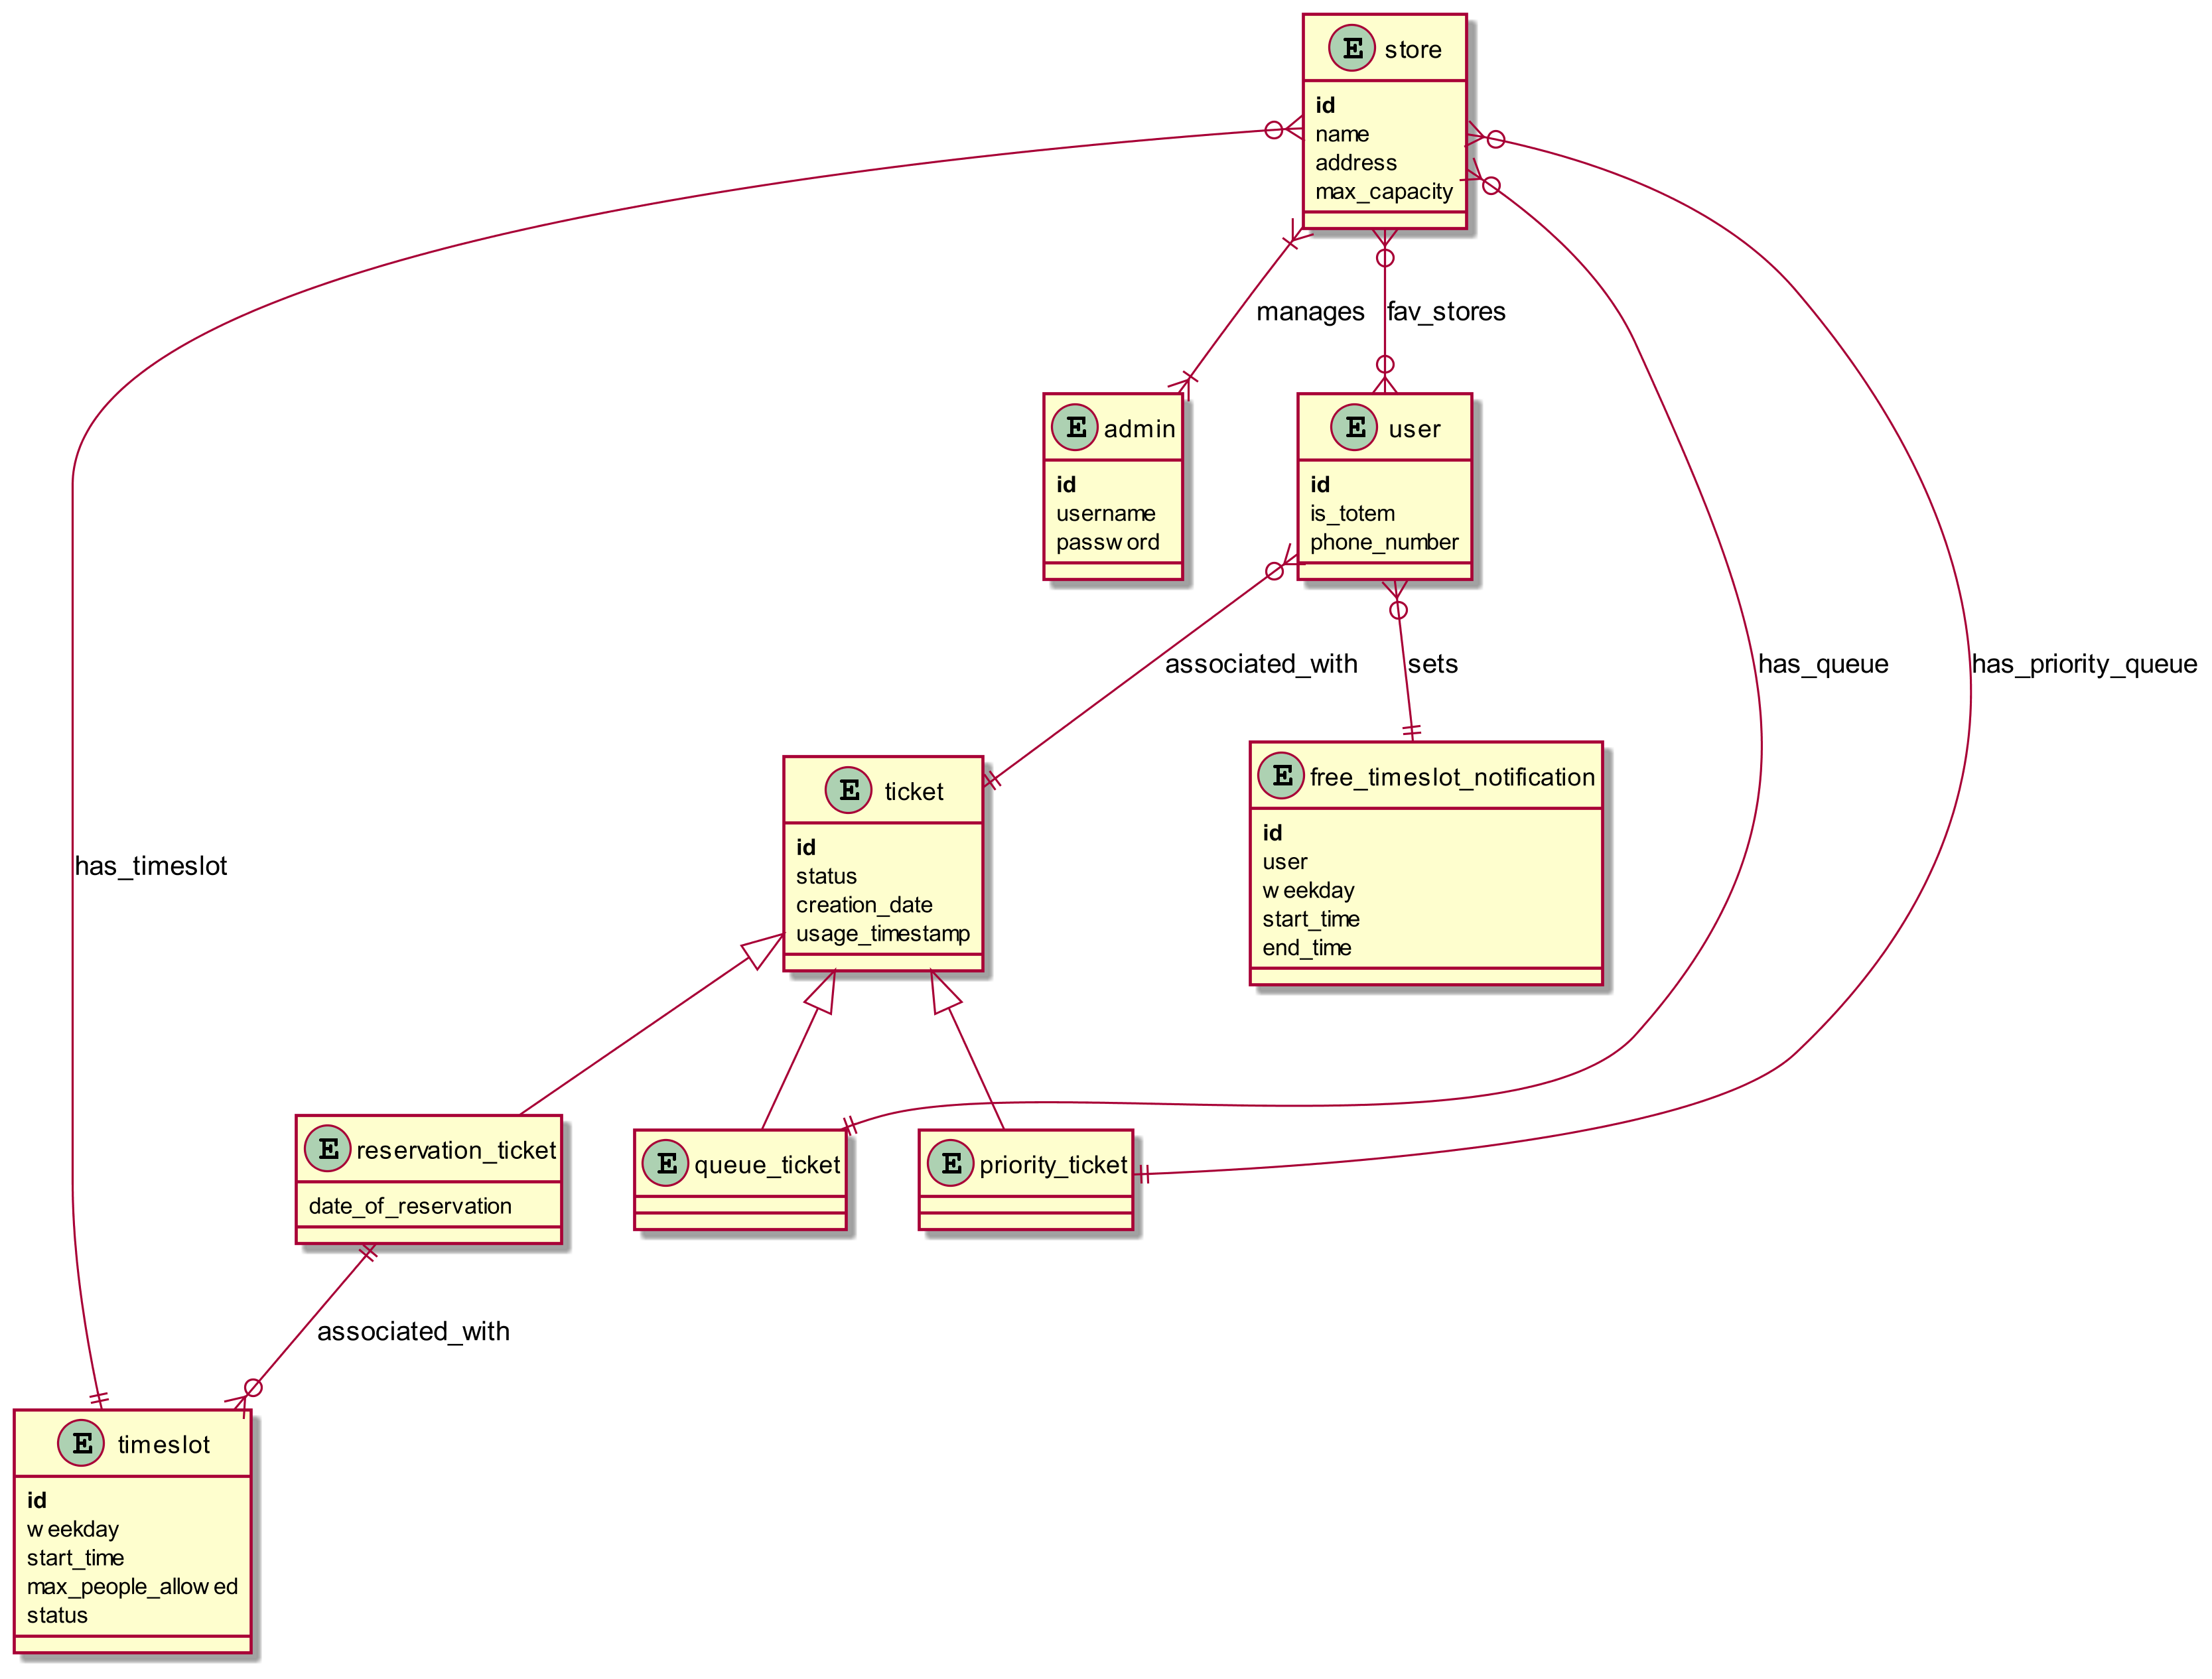 E store
id
name
address
max_capacity
manages
fav_stores
E admin
id
username
password
E user
id
is_totem
phone_number
associated_with
sets
has_queue
has_priority_queue
E ticket
id
status
creation_date
usage_timestamp
E free_timeslot_notification
id
user
weekday
start_time
end_time
has_timeslot
E reservation_ticket
date_of_reservation
E queue_ticket
E priority_ticket
associated_with
E timeslot
id
weekday
start_time
max_people_allowed
status